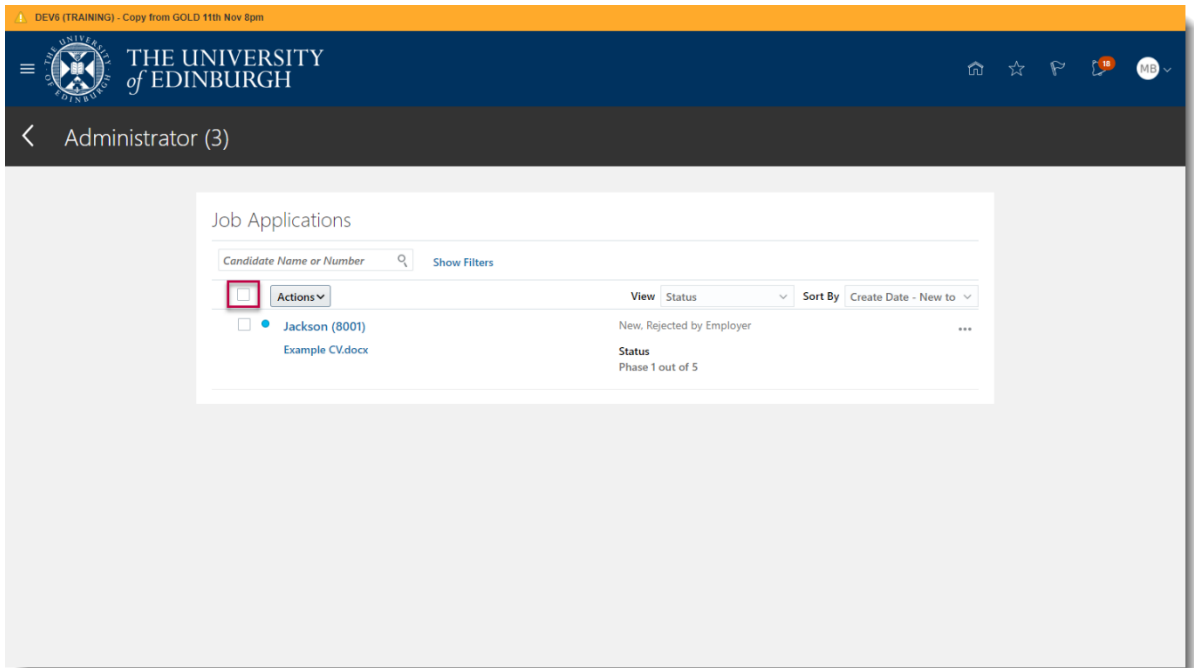 DEV6 (TRAINING) - Copy from GOLD 11th Nov 8pm
THE UNIVERSITY
of EDINBURGH
18
MB
Administrator (3)
Job Applications
Candidate Name or Number
Show Filters
Actions
View Status
Sort By Create Date - New to
Jackson (8001)
New, Rejected by Employer
...
Example CV.docx
Status
Phase 1 out of 5